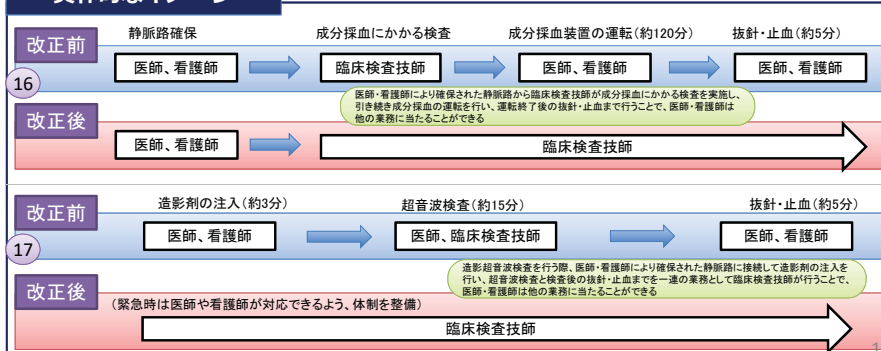 改正前
静脈路確保
成分採血にかかる検査
成分採血装置の運転(約120分)
抜針・止血(約5分)
医師、看護師
臨床検査技師
医師、看護師
医師、看護師
16
医師・看護師により確保された静脈路から臨床検査技師が成分採血にかかる検査を実施し、
引き続き成分採血の運転を行い、運転終了後の抜針・止血まで行うことで、医師・看護師は
他の業務に当たることができる
改正後
医師、看護師
臨床検査技師
改正前
造影剤の注入(約3分)
超音波検査(約15分)
抜針・止血(約5分)
医師、看護師
医師、臨床検査技師
医師、看護師
17
造影超音波検査を行う際、医師・看護師により確保された静脈路に接続して造影剤の注入を
行い、超音波検査と検査後の抜針・止血までを一連の業務として臨床検査技師が行うことで、
医師・看護師は他の業務に当たることができる
改正後
(緊急時は医師や看護師が対応できるよう、体制を整備)
臨床検査技師